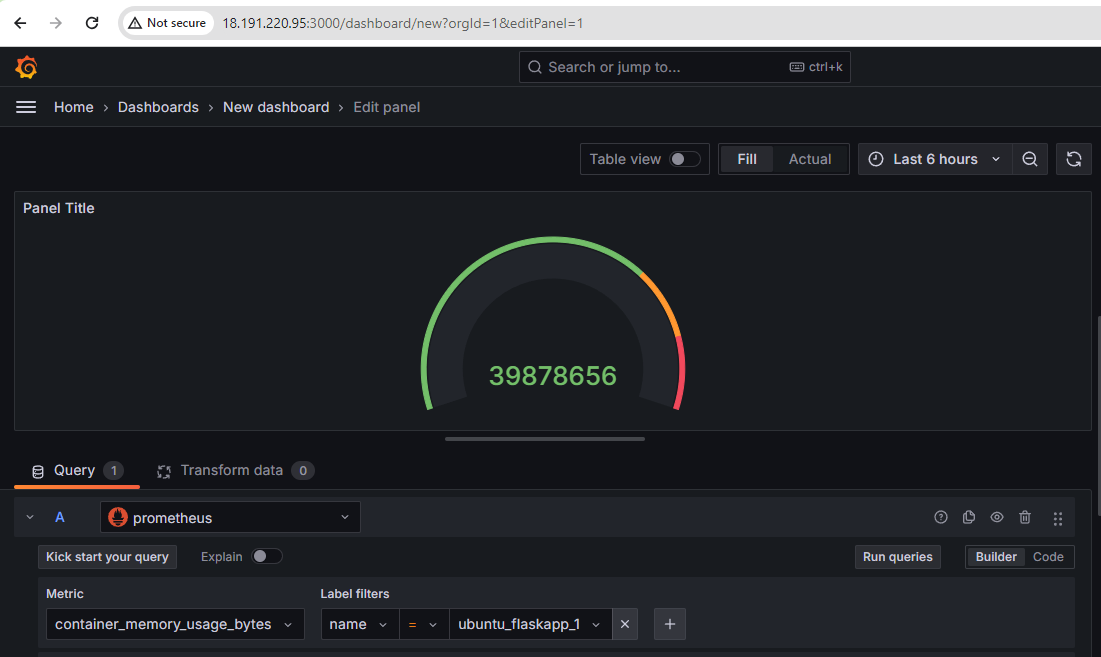 Not secure 18.191.220.95:3000/dashboard/new?orgId=1&editPanel=1
Search or jump to... ctrl+k
Home › Dashboards › New dashboard › Edit panel
Table view Fill Actual Last 6 hours
Panel Title
39878656
Query 1 Transform data 0
A prometheus
Kick start your query Explain Run queries Builder Code
Metric Label filters
container_memory_usage_bytes name = ubuntu_flaskapp_1